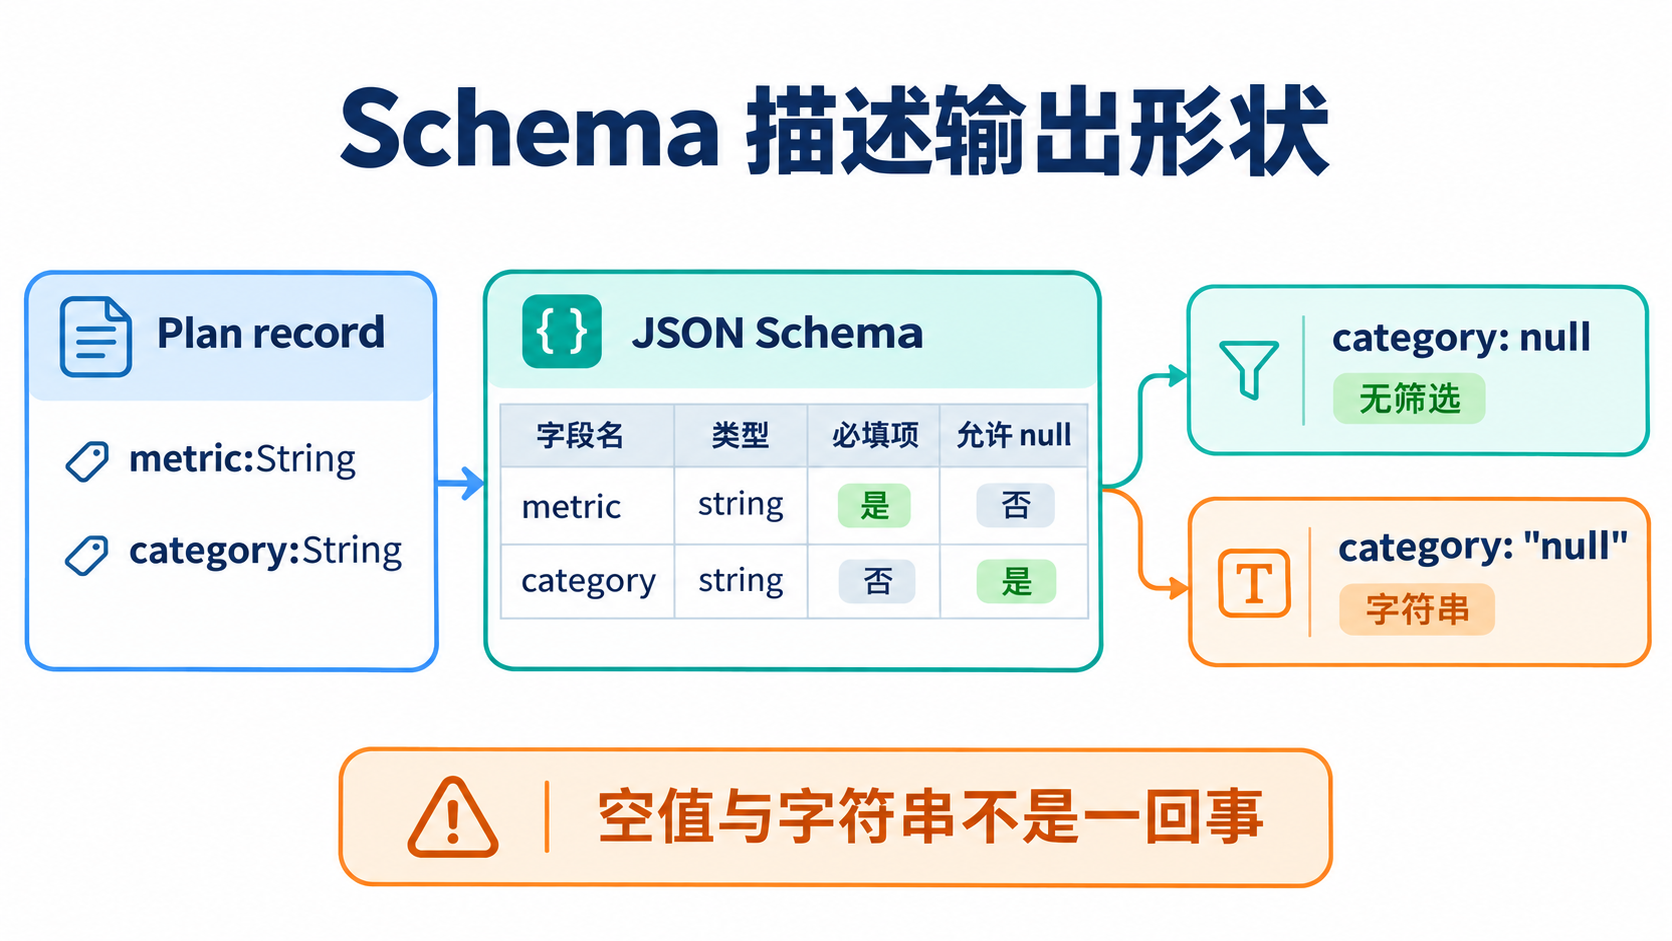 Schema 描述输出形状
Plan record
metric:String
category:String
{ } JSON Schema
字段名 类型 必填项 允许 null
metric string 是 否
category string 否 是
category: null
无筛选
T category: "null"
字符串
空值与字符串不是一回事